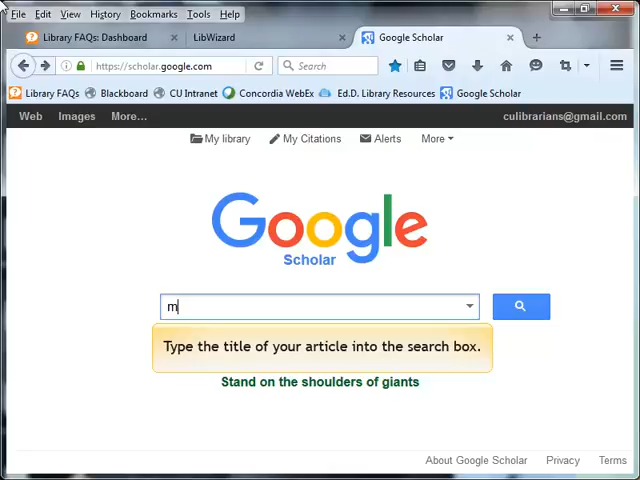 File Edit View History Bookmarks Tools Help
Library FAQs: Dashboard LibWizard Google Scholar
https://scholar.google.com Search
Library FAQs Blackboard CU Intranet Concordia WebEx Ed.D. Library Resources Google Scholar
Web Images More... culibrarians@gmail.com
My library My Citations Alerts More
Google
Scholar
m
Type the title of your article into the search box.
Stand on the shoulders of giants
About Google Scholar Privacy Terms